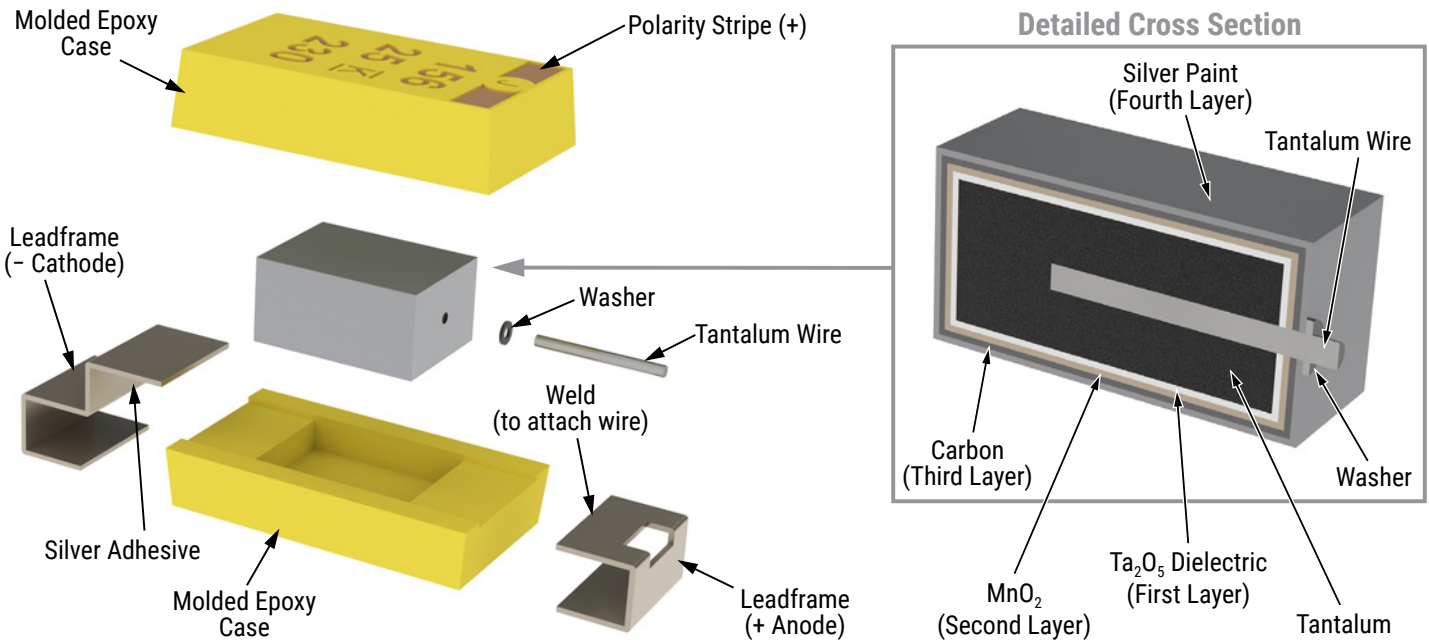 Molded Epoxy
Case
Polarity Stripe (+)
156
25
|K|
230
J
Leadframe
(− Cathode)
Washer
Tantalum Wire
Weld
(to attach wire)
Silver Adhesive
Molded Epoxy
Case
Leadframe
(+ Anode)
Detailed Cross Section
Silver Paint
(Fourth Layer)
Tantalum Wire
Carbon
(Third Layer)
Washer
MnO₂
(Second Layer)
Ta₂O₅ Dielectric
(First Layer)
Tantalum